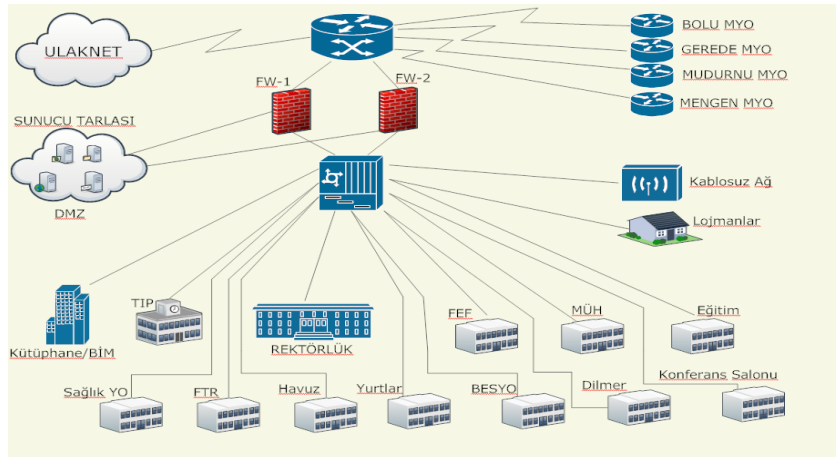 ULAKNET
BOLU MYO
GEREDE MYO
MUDURNU MYO
MENGEN MYO
FW-1
FW-2
SUNUCU TARLASI
DMZ
Kablosuz Ağ
Lojmanlar
TIP
Kütüphane/BİM
REKTÖRLÜK
FEF
MÜH
Eğitim
Sağlık YO
FTR
Havuz
Yurtlar
BESYO
Dilmer
Konferans Salonu